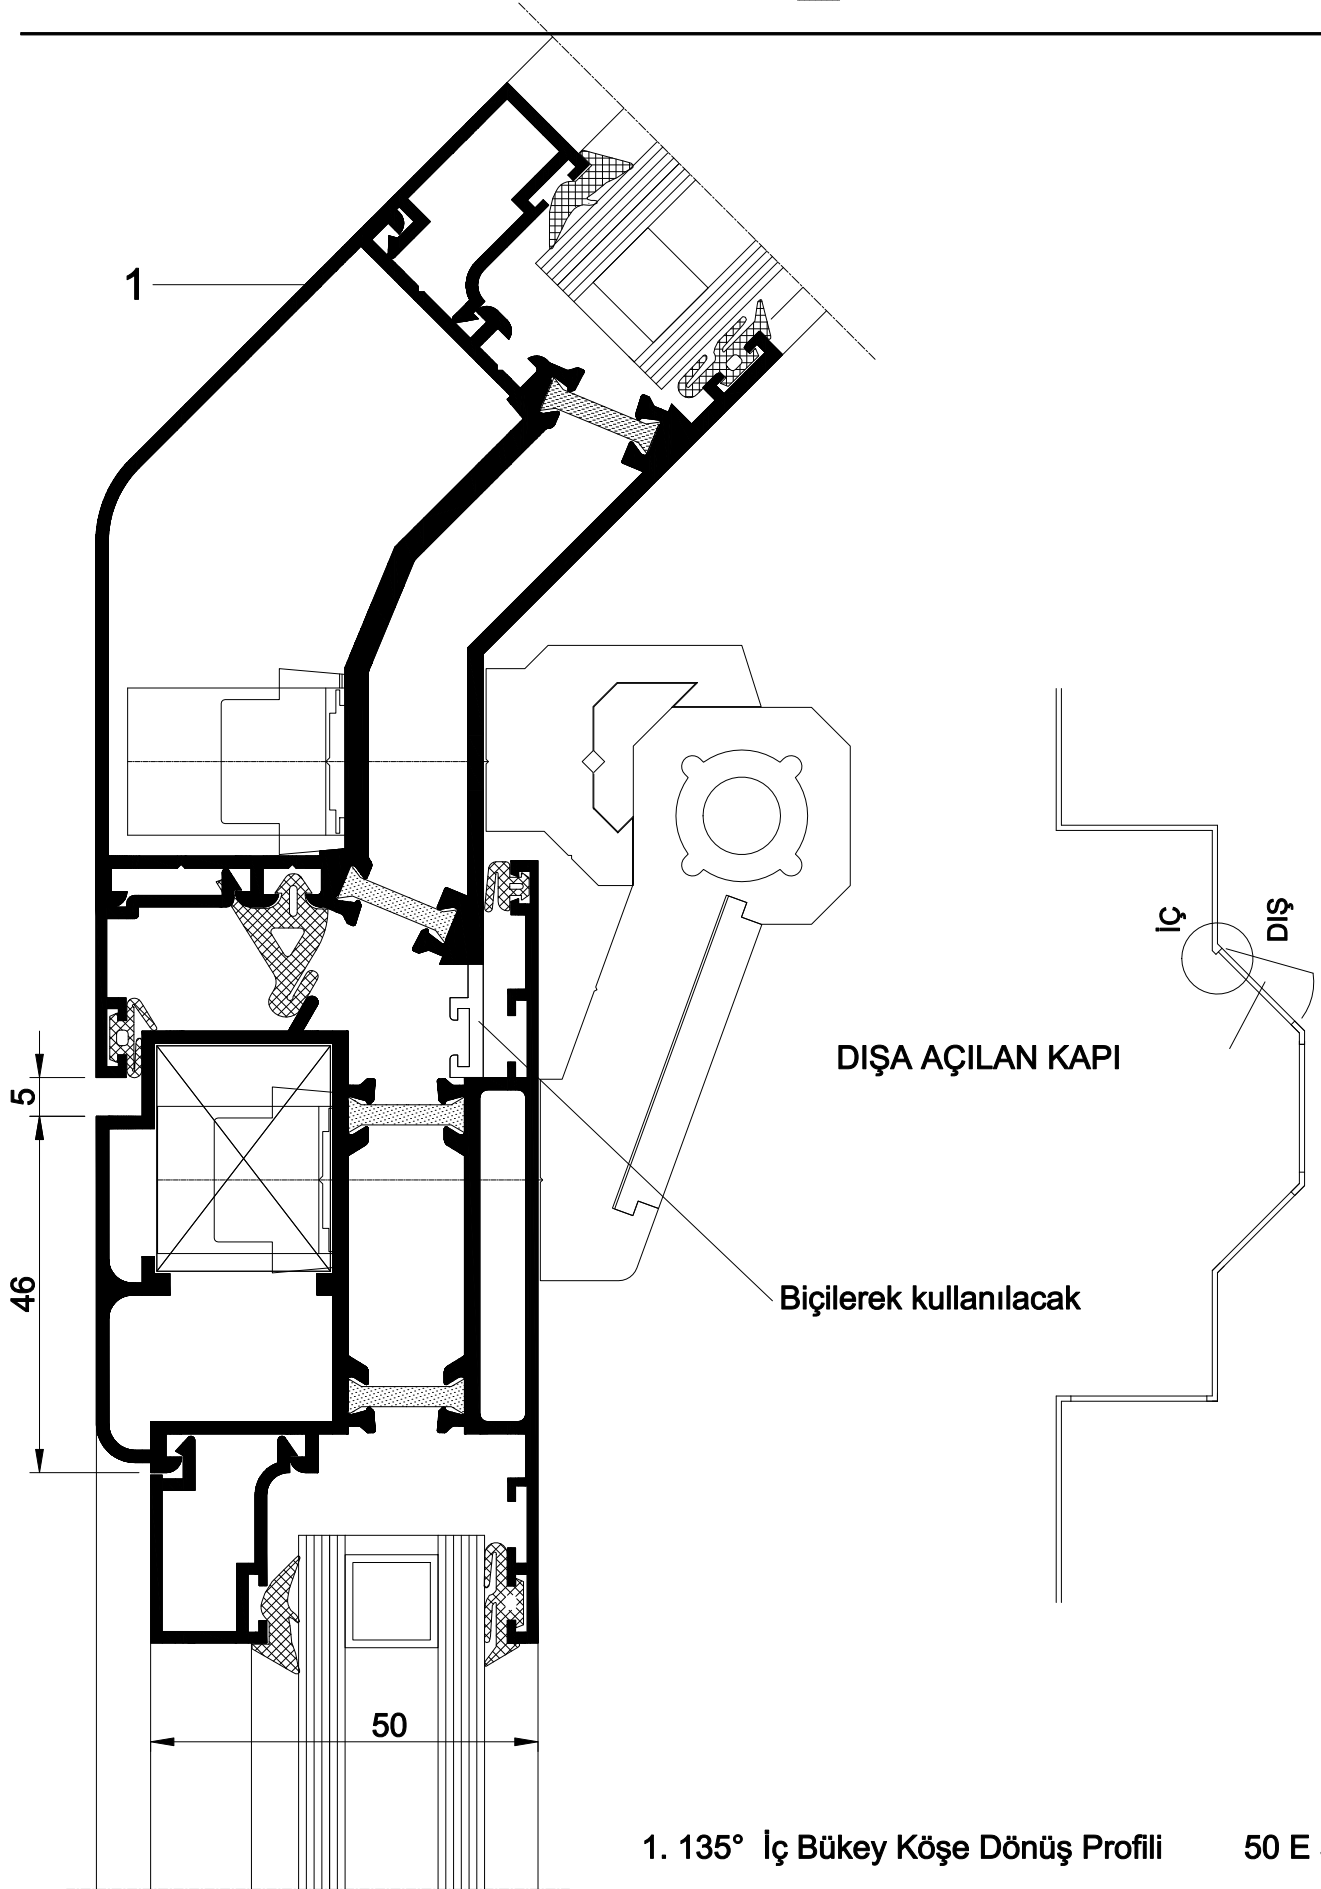 1
İÇ
DIŞ
DIŞA AÇILAN KAPI
5
46
Biçilerek kullanılacak
50
1. 135° İç Bükey Köşe Dönüş Profili 50 E